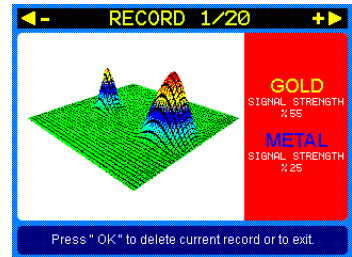 - RECORD 1/20 +
GOLD
SIGNAL STRENGTH
%55
METAL
SIGNAL STRENGTH
%25
Press " OK " to delete current record or to exit.